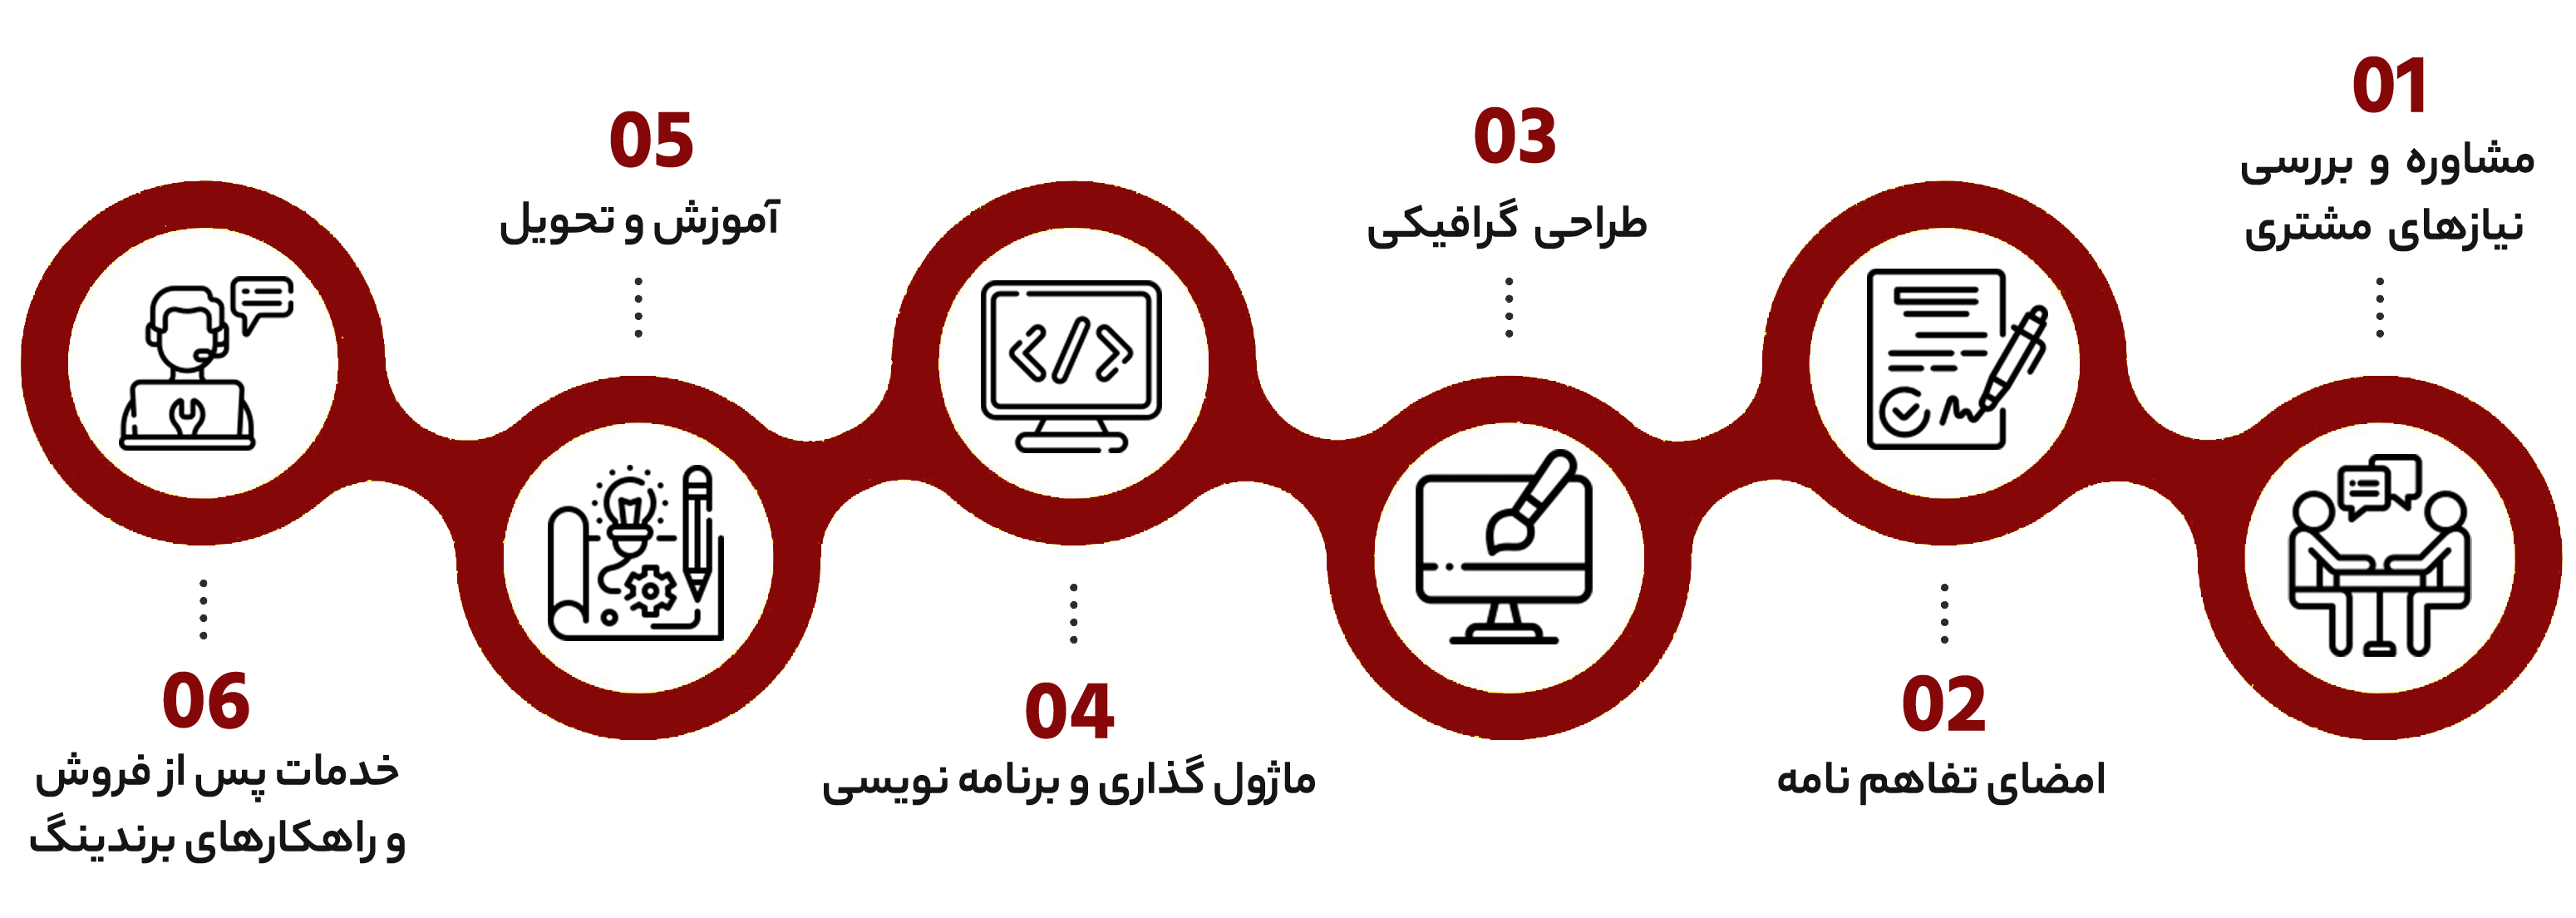 01
مشاوره و بررسی
نیازهای مشتری
02
امضای تفاهم نامه
03
طراحی گرافیکی
04
ماژول گذاری و برنامه نویسی
05
آموزش و تحویل
06
خدمات پس از فروش
و راهکارهای برندینگ